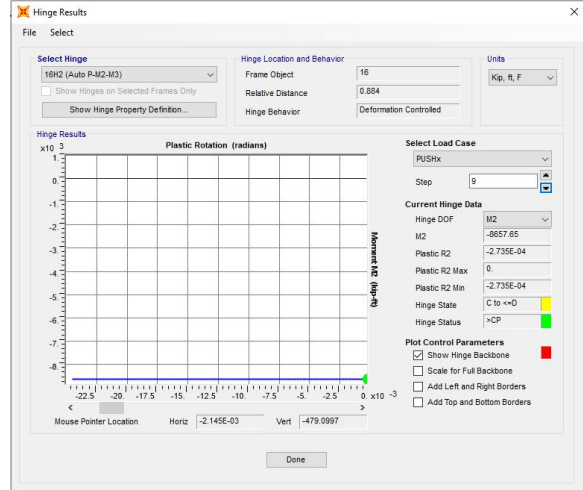 Hinge Results
File Select
Select Hinge
16H2 (Auto P-M2-M3)
Show Hinges on Selected Frames Only
Show Hinge Property Definition...
Hinge Location and Behavior
Frame Object 16
Relative Distance 0.884
Hinge Behavior Deformation Controlled
Units
Kip, ft, F
Hinge Results
x10 3
Plastic Rotation (radians)
1.
0.
-1.
-2.
-3.
-4.
-5.
-6.
-7.
-8.
-22.5 -20. -17.5 -15. -12.5 -10. -7.5 -5. -2.5 0. x10 -3
Moment M2 (kip-ft)
Mouse Pointer Location Horiz -2.145E-03 Vert -479.0997
Select Load Case
PUSHx
Step 9
Current Hinge Data
Hinge DOF M2
M2 -8657.65
Plastic R2 -2.735E-04
Plastic R2 Max 0.
Plastic R2 Min -2.735E-04
Hinge State C to <=D
Hinge Status >CP
Plot Control Parameters
Show Hinge Backbone
Scale for Full Backbone
Add Left and Right Borders
Add Top and Bottom Borders
Done